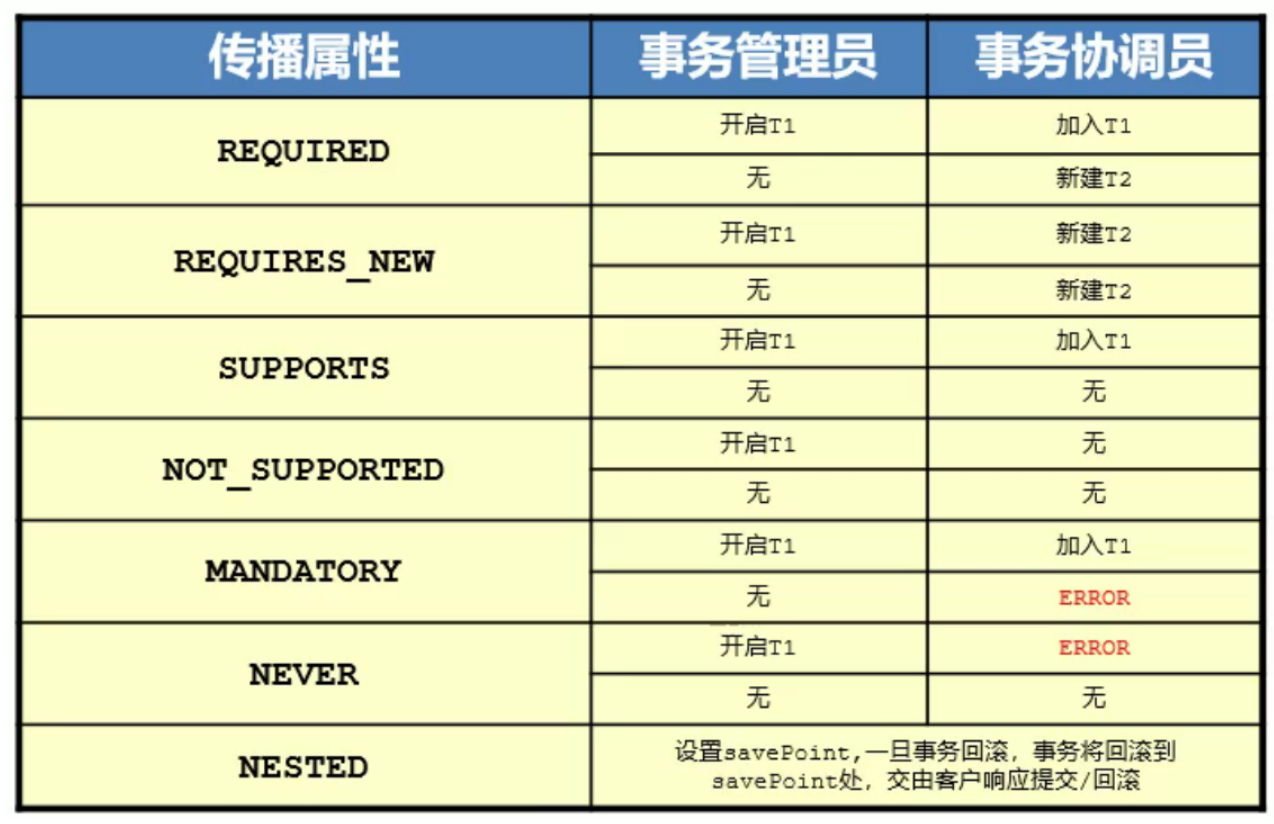 传播属性 事务管理员 事务协调员
REQUIRED
开启T1 加入T1
无 新建T2
REQUIRES_NEW
开启T1 新建T2
无 新建T2
SUPPORTS
开启T1 加入T1
无 无
NOT_SUPPORTED
开启T1 无
无 无
MANDATORY
开启T1 加入T1
无 ERROR
NEVER
开启T1 ERROR
无 无
NESTED
设置savePoint,一旦事务回滚，事务将回滚到
savePoint处，交由客户响应提交/回滚